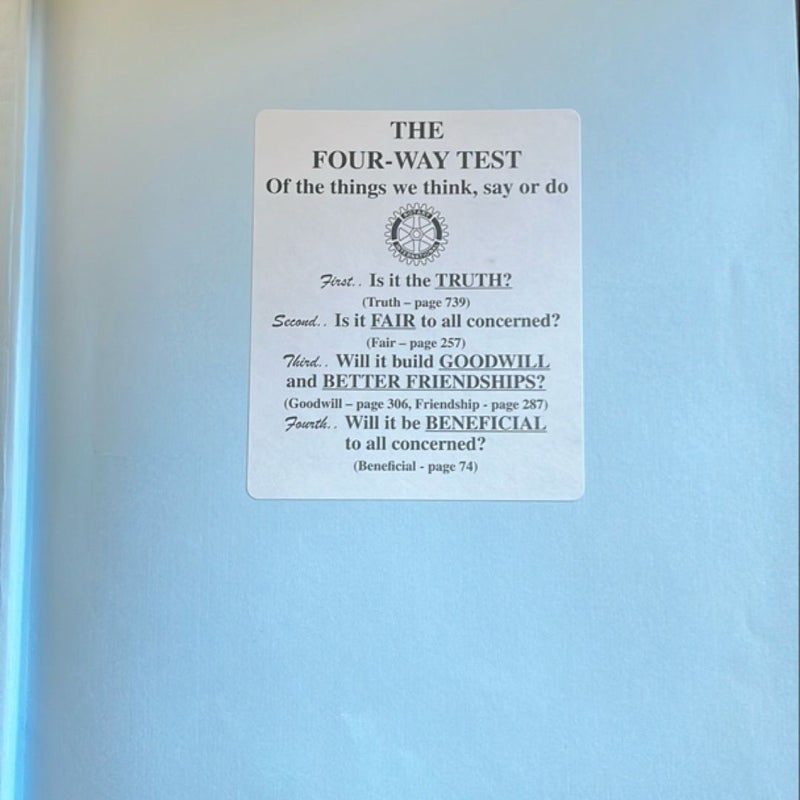 THE
FOUR-WAY TEST
Of the things we think, say or do
ROTARY
INTERNATIONAL
First.. Is it the TRUTH?
(Truth – page 739)
Second.. Is it FAIR to all concerned?
(Fair – page 257)
Third.. Will it build GOODWILL
and BETTER FRIENDSHIPS?
(Goodwill – page 306, Friendship - page 287)
Fourth.. Will it be BENEFICIAL
to all concerned?
(Beneficial - page 74)